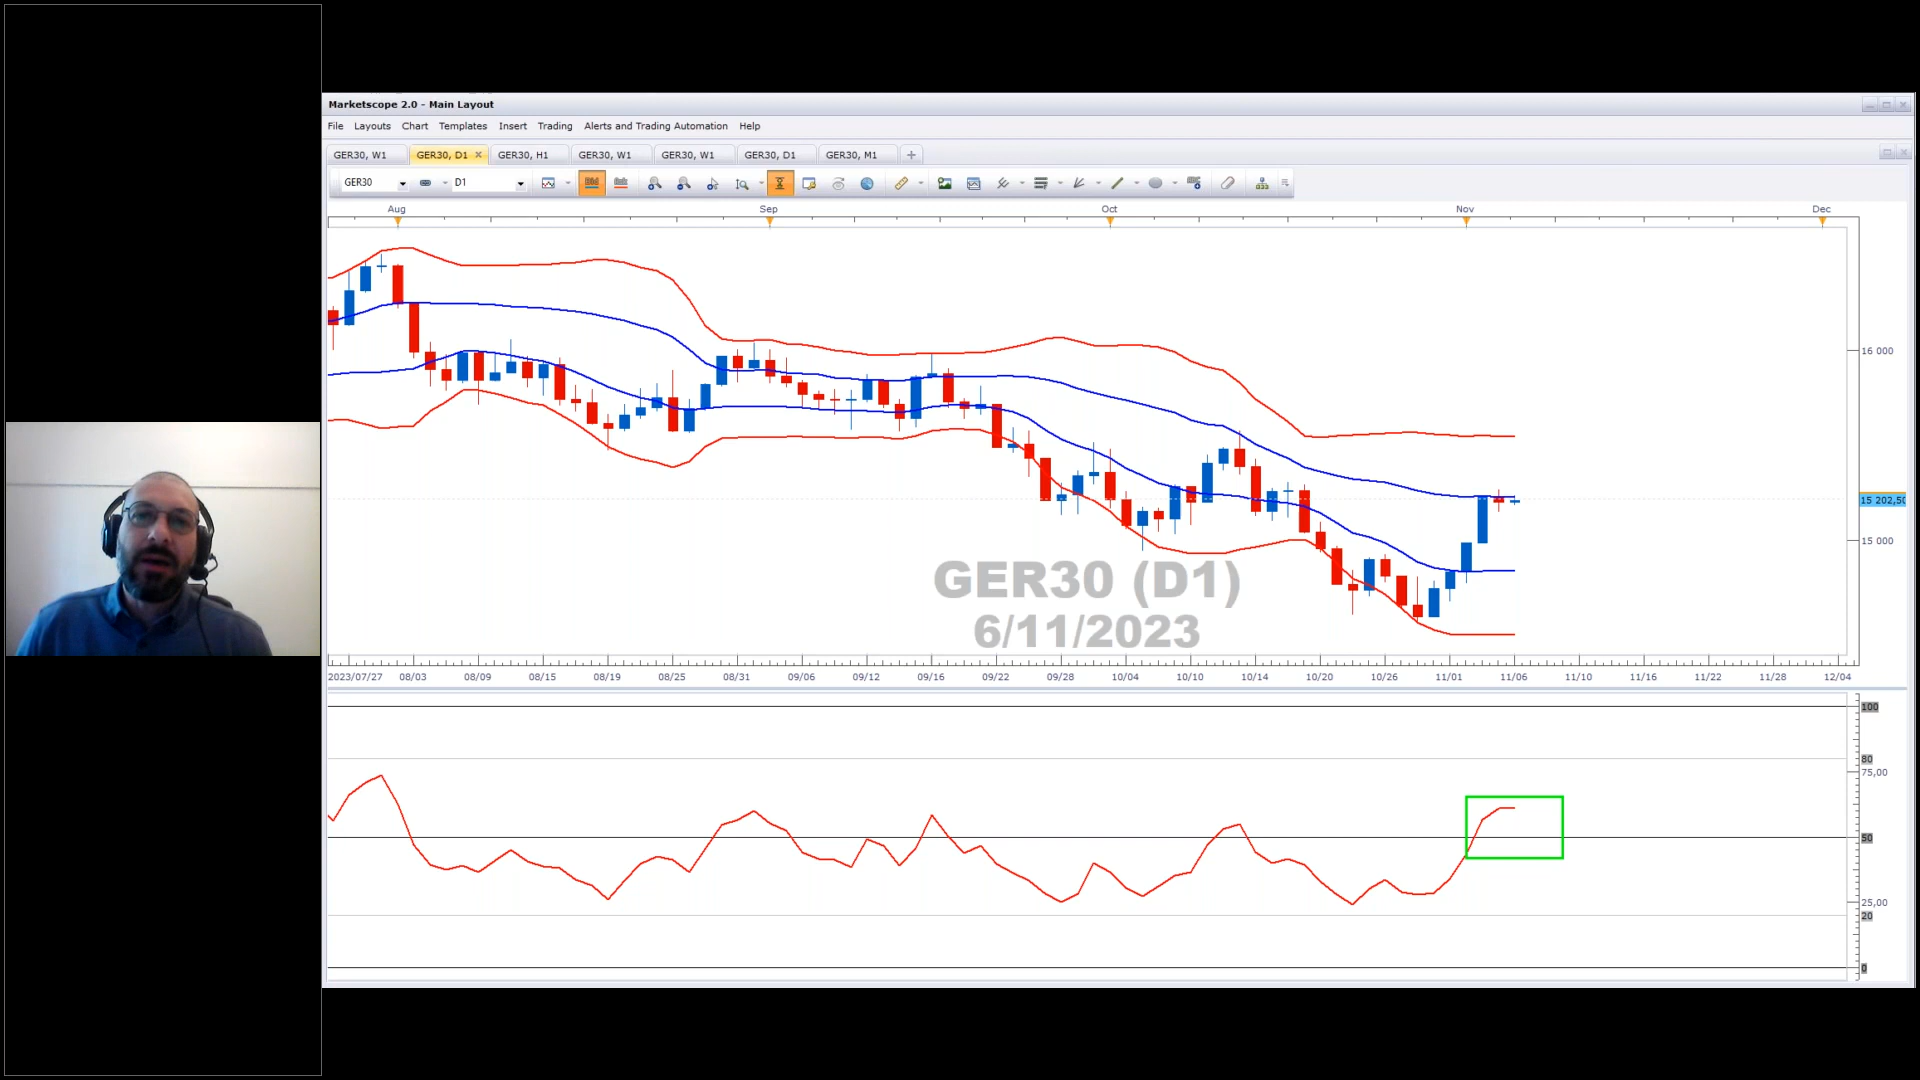 Marketscope 2.0 - Main Layout
File Layouts Chart Templates Insert Trading Alerts and Trading Automation Help
GER30, W1 GER30, D1 GER30, H1 GER30, W1 GER30, W1 GER30, D1 GER30, M1
GER30 D1
Aug Sep Oct Nov Dec
16 000
15 202,50
15 000
GER30 (D1)
6/11/2023
2023/07/27 08/03 08/09 08/15 08/19 08/25 08/31 09/06 09/12 09/16 09/22 09/28 10/04 10/10 10/14 10/20 10/26 11/01 11/06 11/10 11/16 11/22 11/28 12/04
100
80
75,00
50
25,00
20
0